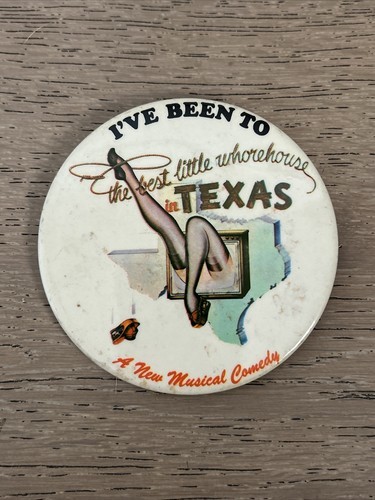 I'VE BEEN TO
the best little whorehouse
in TEXAS
A New Musical Comedy